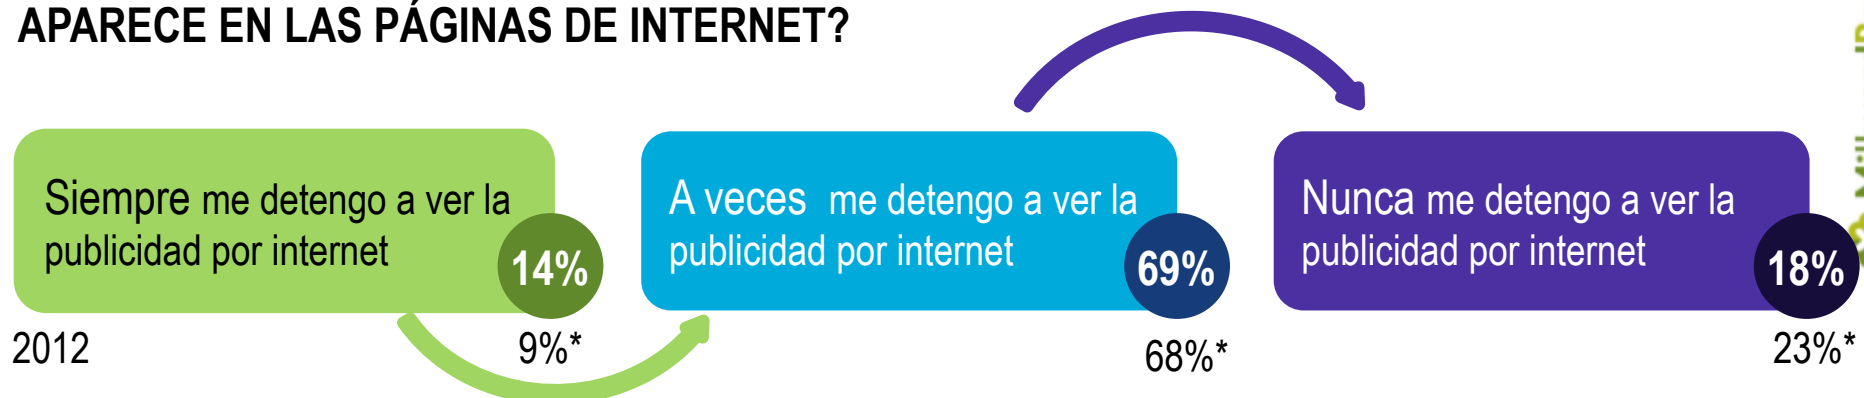 APARECE EN LAS PÁGINAS DE INTERNET?
Siempre me detengo a ver la
publicidad por internet
14%
A veces me detengo a ver la
publicidad por internet
69%
Nunca me detengo a ver la
publicidad por internet
18%
2012
9%*
68%*
23%*